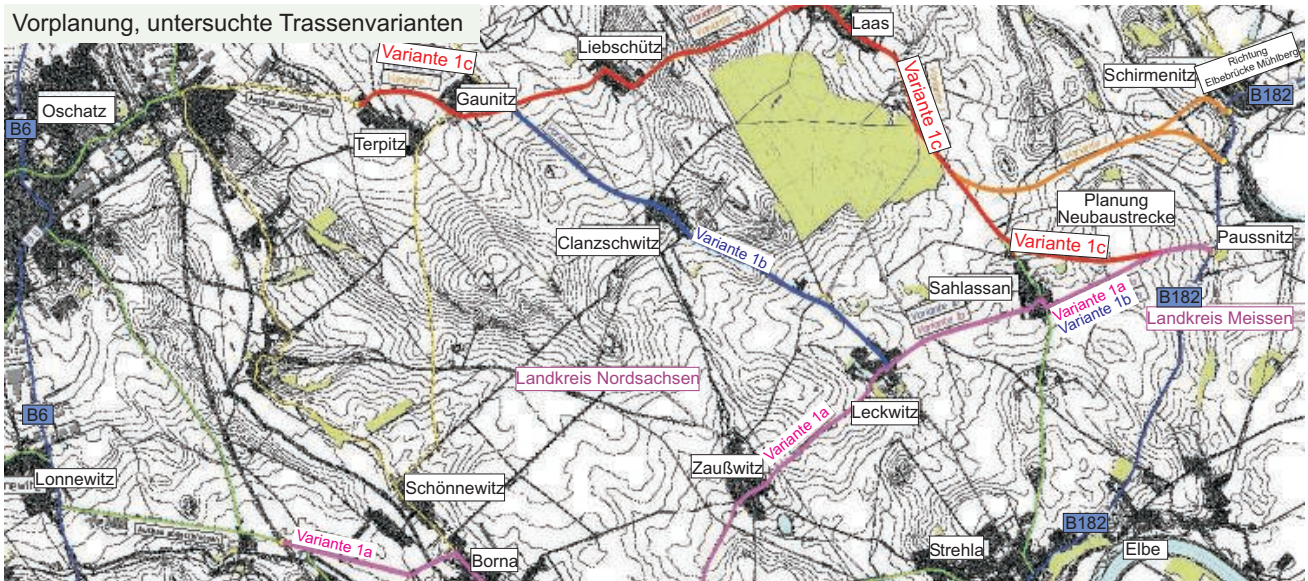 Vorplanung, untersuchte Trassenvarianten
Laas
Liebschütz
Variante 1c
Richtung
Elbebrücke Mühlberg
Schirmenitz
B182
Oschatz
Gaunitz
B6
Terpitz
Variante 1c
Planung
Neubaustrecke
Clanzschwitz
Variante 1b
Variante 1c
Paussnitz
Sahlassan
Variante 1a
Variante 1b
B182
Landkreis Meissen
Landkreis Nordsachsen
B6
Leckwitz
Variante 1a
Zaußwitz
Lonnewitz
Schönnewitz
B182
Variante 1a
Borna
Strehla
Elbe